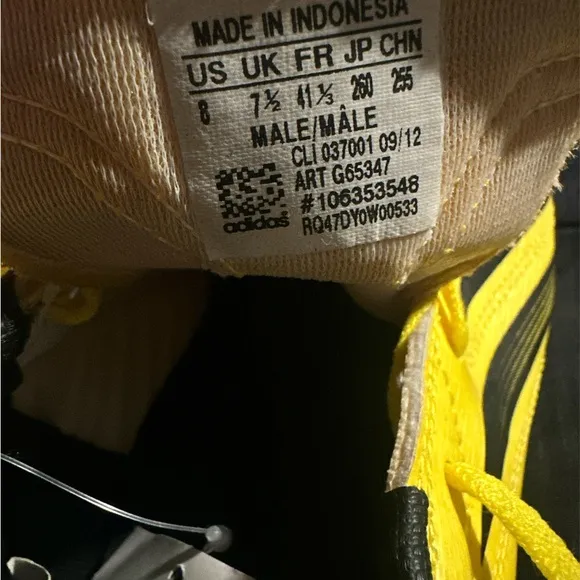 MADE IN INDONESIA
US UK FR JP CHN
8 7½ 41⅓ 260 255
MALE/MÂLE
CLI 037001 09/12
ART G65347
#106353548
adidas RQ47DY0W00533